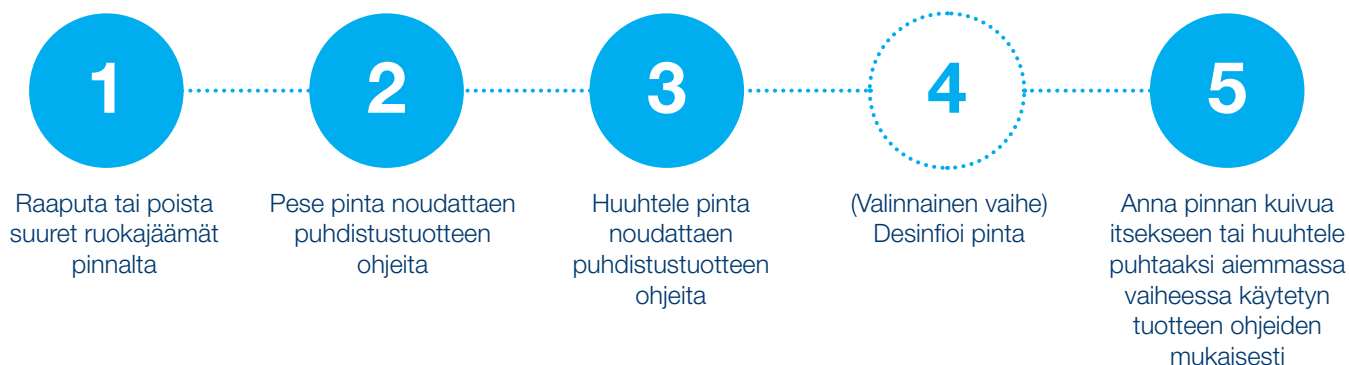 1
Raaputa tai poista
suuret ruokajäämät
pinnalta
2
Pese pinta noudattaen
puhdistustuotteen
ohjeita
3
Huuhtele pinta
noudattaen
puhdistustuotteen
ohjeita
4
(Valinnainen vaihe)
Desinfioi pinta
5
Anna pinnan kuivua
itsekseen tai huuhtele
puhtaaksi aiemmassa
vaiheessa käytetyn
tuotteen ohjeiden
mukaisesti